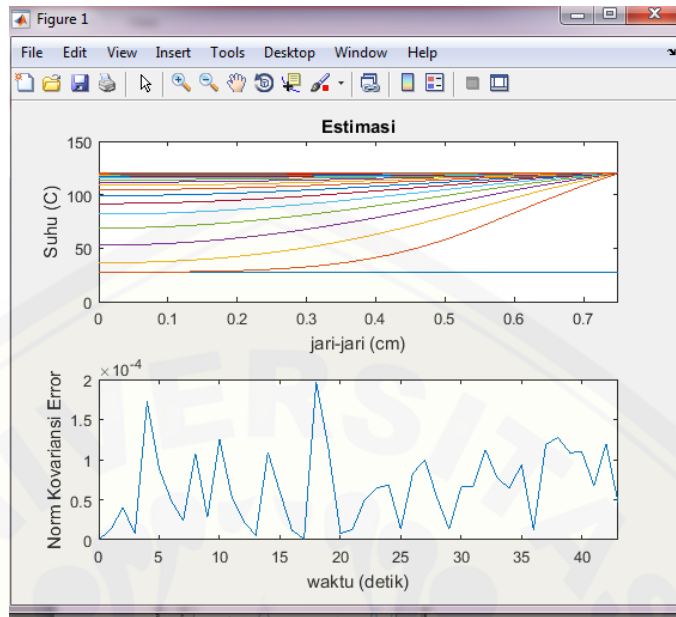 Figure 1
File Edit View Insert Tools Desktop Window Help
Estimasi
150
100
50
0
Suhu (C)
0 0.1 0.2 0.3 0.4 0.5 0.6 0.7
jari-jari (cm)
×10⁻⁴
2
1.5
1
0.5
0
Norm Kovariansi Error
0 5 10 15 20 25 30 35 40
waktu (detik)
UNIVERSITAS